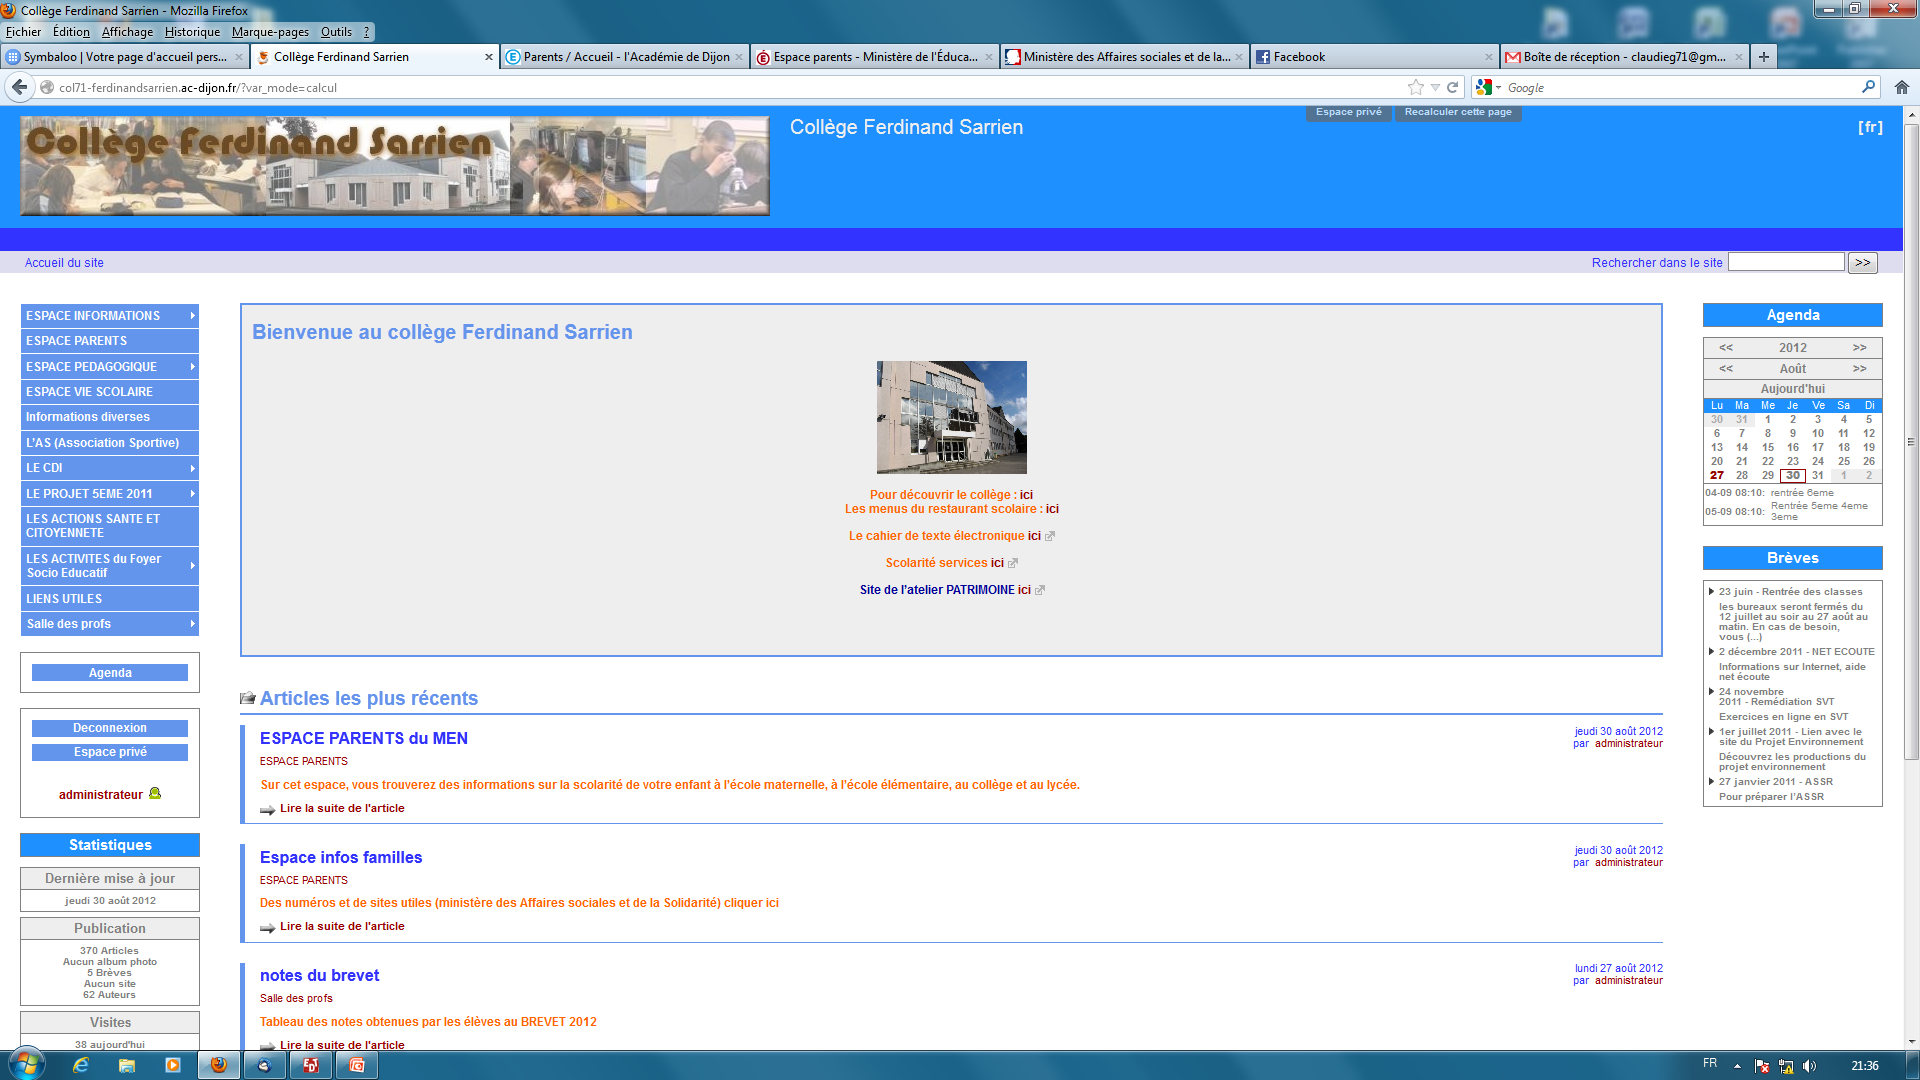 Collège Ferdinand Sarrien - Mozilla Firefox
Fichier Édition Affichage Historique Marque-pages Outils ?
Symbaloo | Votre page d'accueil pers...
Collège Ferdinand Sarrien
Parents / Accueil - l'Académie de Dijon
Espace parents - Ministère de l'Éduca...
Ministère des Affaires sociales et de la...
Facebook
Boîte de réception - claudieg71@gm...
col71-ferdinandsarrien.ac-dijon.fr/?var_mode=calcul
Google
Collège Ferdinand Sarrien
Collège Ferdinand Sarrien
Espace privé
Recalculer cette page
[fr]
Accueil du site
Rechercher dans le site >>
ESPACE INFORMATIONS
ESPACE PARENTS
ESPACE PEDAGOGIQUE
ESPACE VIE SCOLAIRE
Informations diverses
L'AS (Association Sportive)
LE CDI
LE PROJET 5EME 2011
LES ACTIONS SANTE ET
CITOYENNETE
LES ACTIVITES du Foyer
Socio Educatif
LIENS UTILES
Salle des profs
Agenda
Deconnexion
Espace privé
administrateur
Statistiques
Dernière mise à jour
jeudi 30 août 2012
Publication
370 Articles
Aucun album photo
5 Brèves
Aucun site
62 Auteurs
Visites
38 aujourd'hui
Bienvenue au collège Ferdinand Sarrien
Pour découvrir le collège : ici
Les menus du restaurant scolaire : ici
Le cahier de texte électronique ici
Scolarité services ici
Site de l'atelier PATRIMOINE ici
Articles les plus récents
ESPACE PARENTS du MEN
jeudi 30 août 2012
par administrateur
ESPACE PARENTS
Sur cet espace, vous trouverez des informations sur la scolarité de votre enfant à l'école maternelle, à l'école élémentaire, au collège et au lycée.
Lire la suite de l'article
Espace infos familles
jeudi 30 août 2012
par administrateur
ESPACE PARENTS
Des numéros et de sites utiles (ministère des Affaires sociales et de la Solidarité) cliquer ici
Lire la suite de l'article
notes du brevet
lundi 27 août 2012
par administrateur
Salle des profs
Tableau des notes obtenues par les élèves au BREVET 2012
Lire la suite de l'article
Agenda
<< 2012 >>
<< Août >>
Aujourd'hui
Lu Ma Me Je Ve Sa Di
30 31 1 2 3 4 5
6 7 8 9 10 11 12
13 14 15 16 17 18 19
20 21 22 23 24 25 26
27 28 29 30 31 1 2
04-09 08:10: rentrée 6eme
05-09 08:10: Rentrée 5eme 4eme
3eme
Brèves
23 juin - Rentrée des classes
les bureaux seront fermés du
12 juillet au soir au 27 août au
matin. En cas de besoin,
vous (...)
2 décembre 2011 - NET ECOUTE
Informations sur Internet, aide
net écoute
24 novembre
2011 - Remédiation SVT
Exercices en ligne en SVT
1er juillet 2011 - Lien avec le
site du Projet Environnement
Découvrez les productions du
projet environnement
27 janvier 2011 - ASSR
Pour préparer l'ASSR
FR
21:36